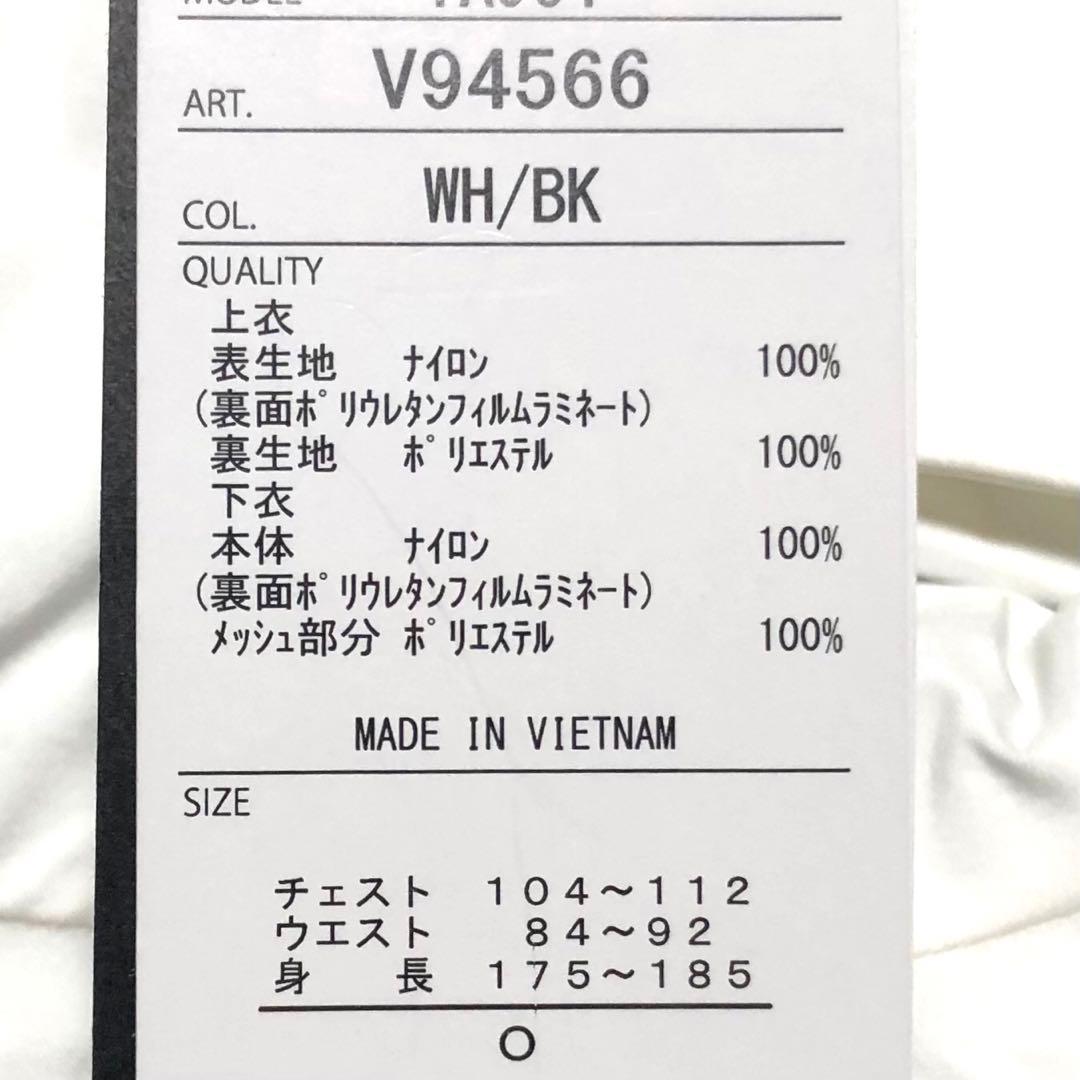 MODEL
ART. V94566
COL. WH/BK
QUALITY
上衣
表生地 ﾅｲﾛﾝ 100%
(裏面ﾎﾟﾘｳﾚﾀﾝﾌｨﾙﾑﾗﾐﾈｰﾄ)
裏生地 ﾎﾟﾘｴｽﾃﾙ 100%
下衣
本体 ﾅｲﾛﾝ 100%
(裏面ﾎﾟﾘｳﾚﾀﾝﾌｨﾙﾑﾗﾐﾈｰﾄ)
ﾒｯｼｭ部分 ﾎﾟﾘｴｽﾃﾙ 100%
MADE IN VIETNAM
SIZE
チェスト 104～112
ウエスト 84～92
身長 175～185
O